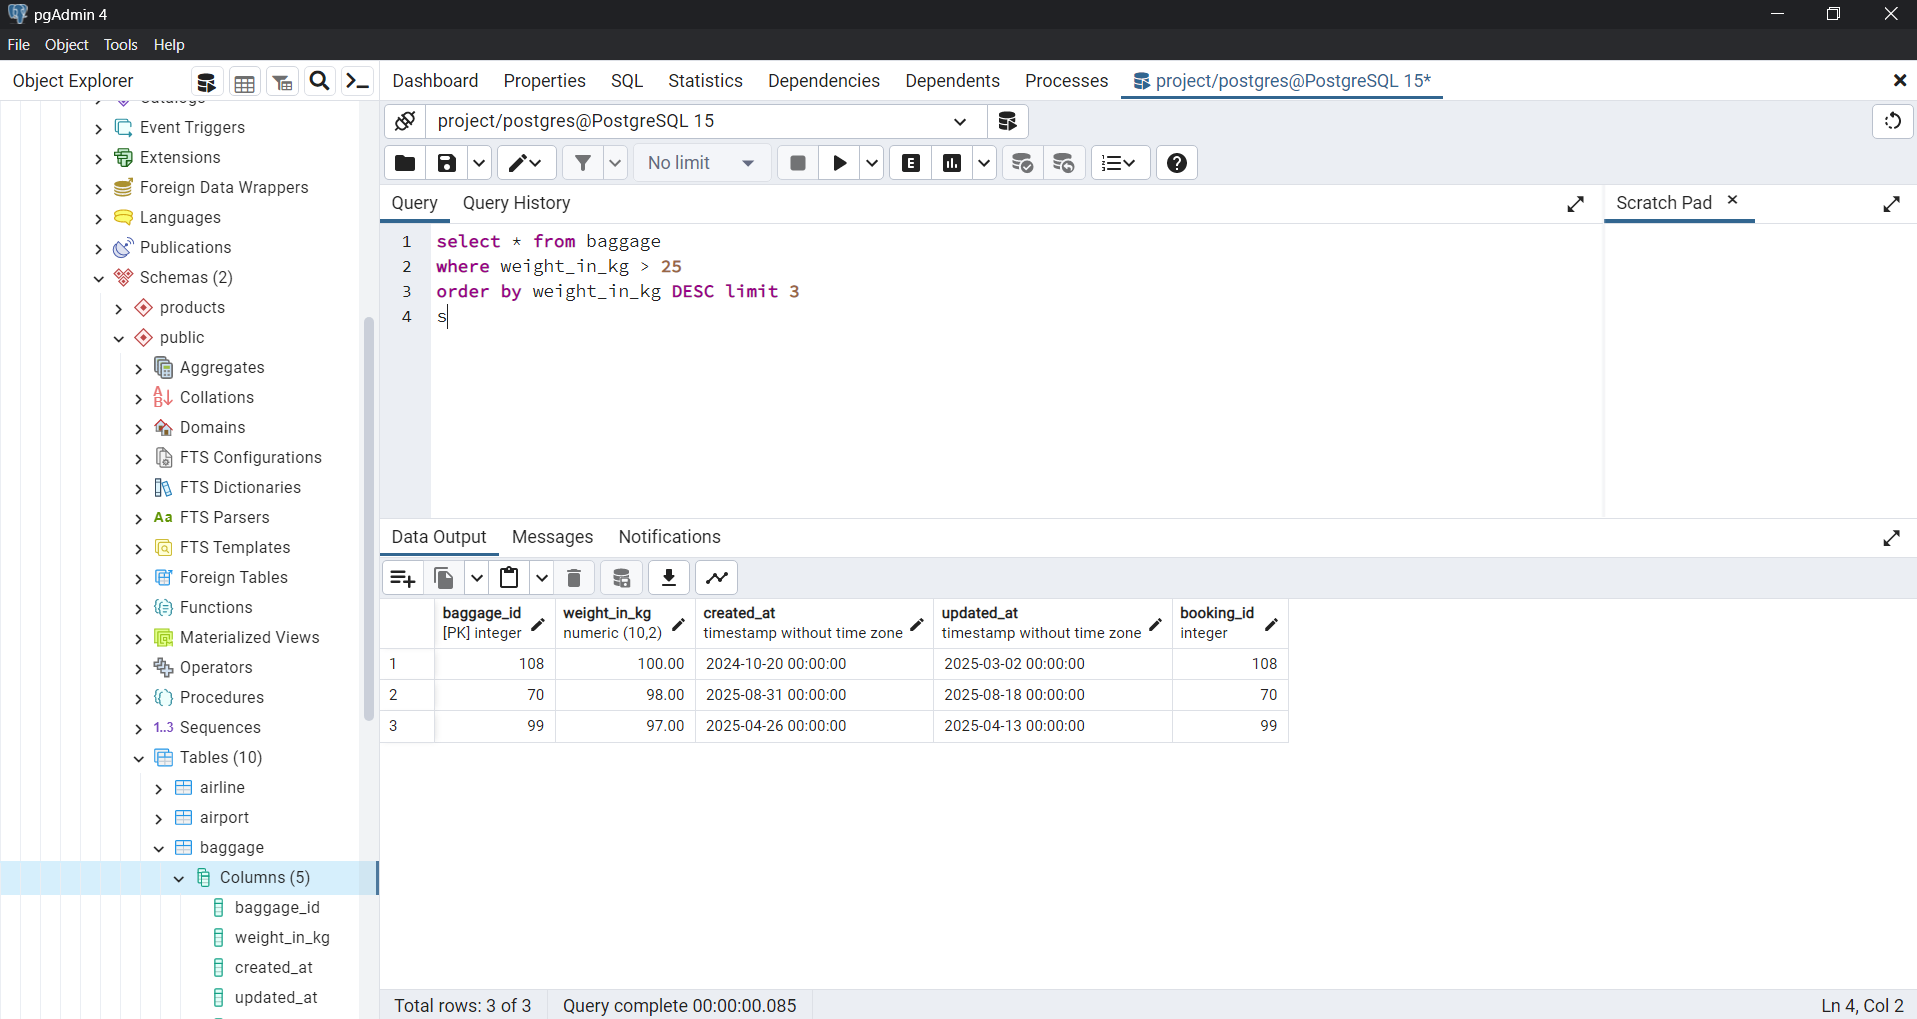 pgAdmin 4
File Object Tools Help
Object Explorer
Dashboard Properties SQL Statistics Dependencies Dependents Processes project/postgres@PostgreSQL 15*
project/postgres@PostgreSQL 15
No limit
Query Query History
Scratch Pad
1 select * from baggage
2 where weight_in_kg > 25
3 order by weight_in_kg DESC limit 3
4 s
Catalogs
Event Triggers
Extensions
Foreign Data Wrappers
Languages
Publications
Schemas (2)
products
public
Aggregates
Collations
Domains
FTS Configurations
FTS Dictionaries
FTS Parsers
FTS Templates
Foreign Tables
Functions
Materialized Views
Operators
Procedures
1..3 Sequences
Tables (10)
airline
airport
baggage
Columns (5)
baggage_id
weight_in_kg
created_at
updated_at
Data Output Messages Notifications
baggage_id weight_in_kg created_at updated_at booking_id
[PK] integer numeric (10,2) timestamp without time zone timestamp without time zone integer
1 108 100.00 2024-10-20 00:00:00 2025-03-02 00:00:00 108
2 70 98.00 2025-08-31 00:00:00 2025-08-18 00:00:00 70
3 99 97.00 2025-04-26 00:00:00 2025-04-13 00:00:00 99
Total rows: 3 of 3 Query complete 00:00:00.085 Ln 4, Col 2